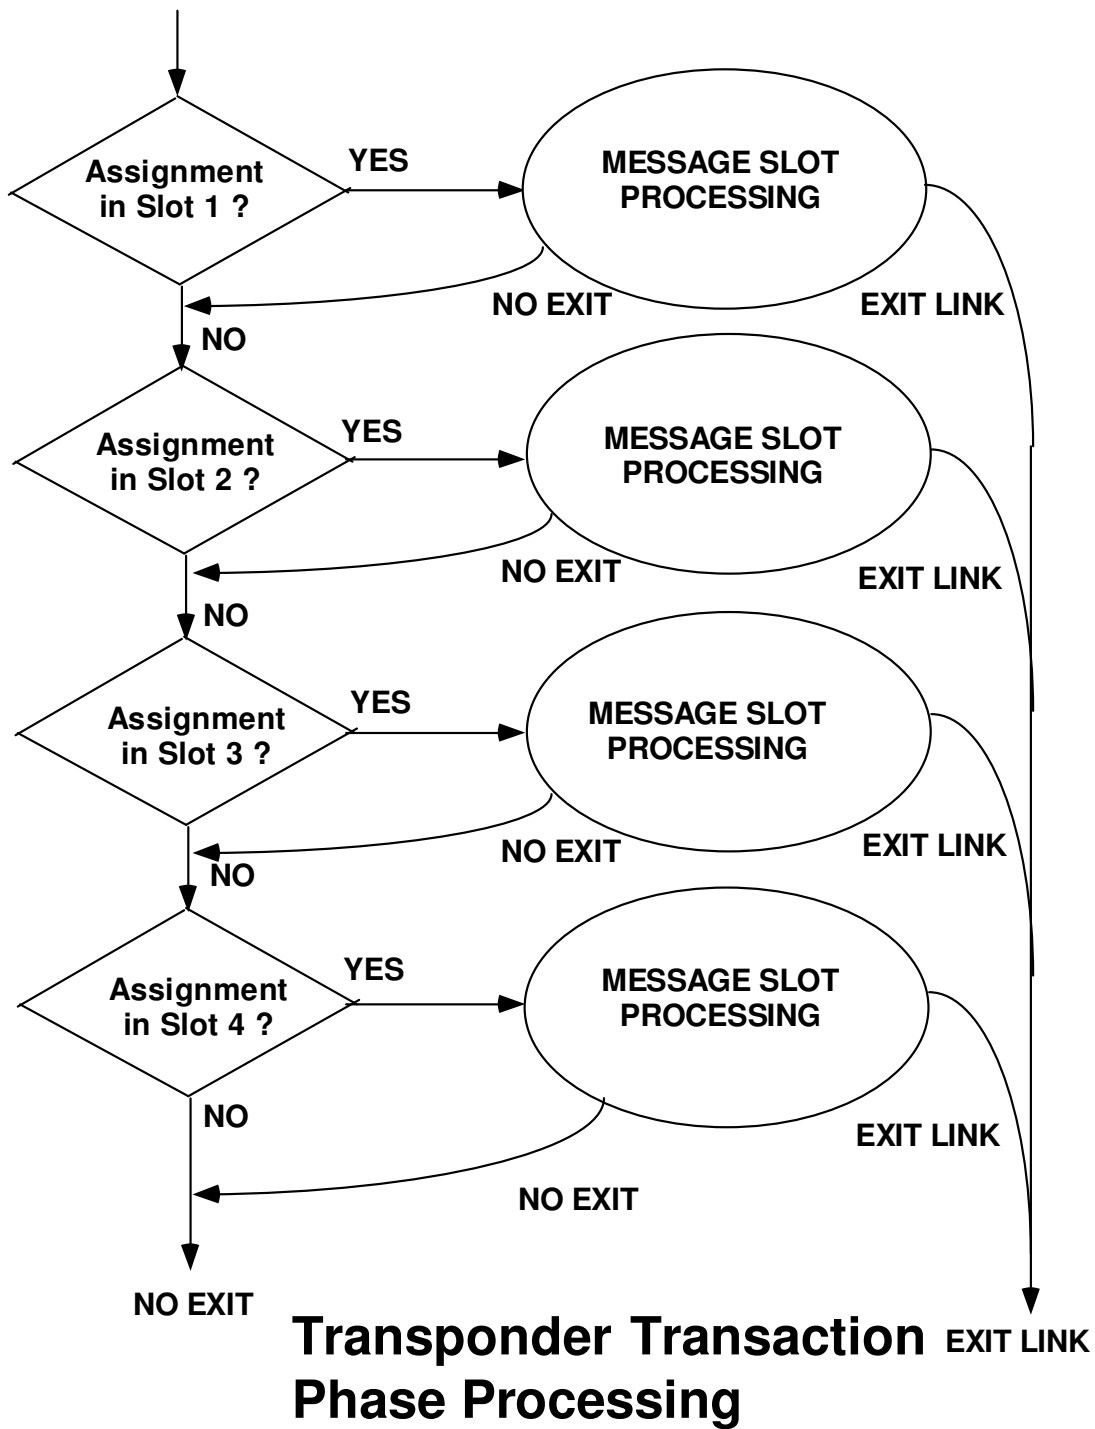 YES
Assignment
in Slot 1 ?
MESSAGE SLOT
PROCESSING
NO EXIT
EXIT LINK
NO
YES
Assignment
in Slot 2 ?
MESSAGE SLOT
PROCESSING
NO EXIT
EXIT LINK
NO
YES
Assignment
in Slot 3 ?
MESSAGE SLOT
PROCESSING
NO EXIT
EXIT LINK
NO
YES
Assignment
in Slot 4 ?
MESSAGE SLOT
PROCESSING
NO
EXIT LINK
NO EXIT
NO EXIT
Transponder Transaction
Phase Processing
EXIT LINK